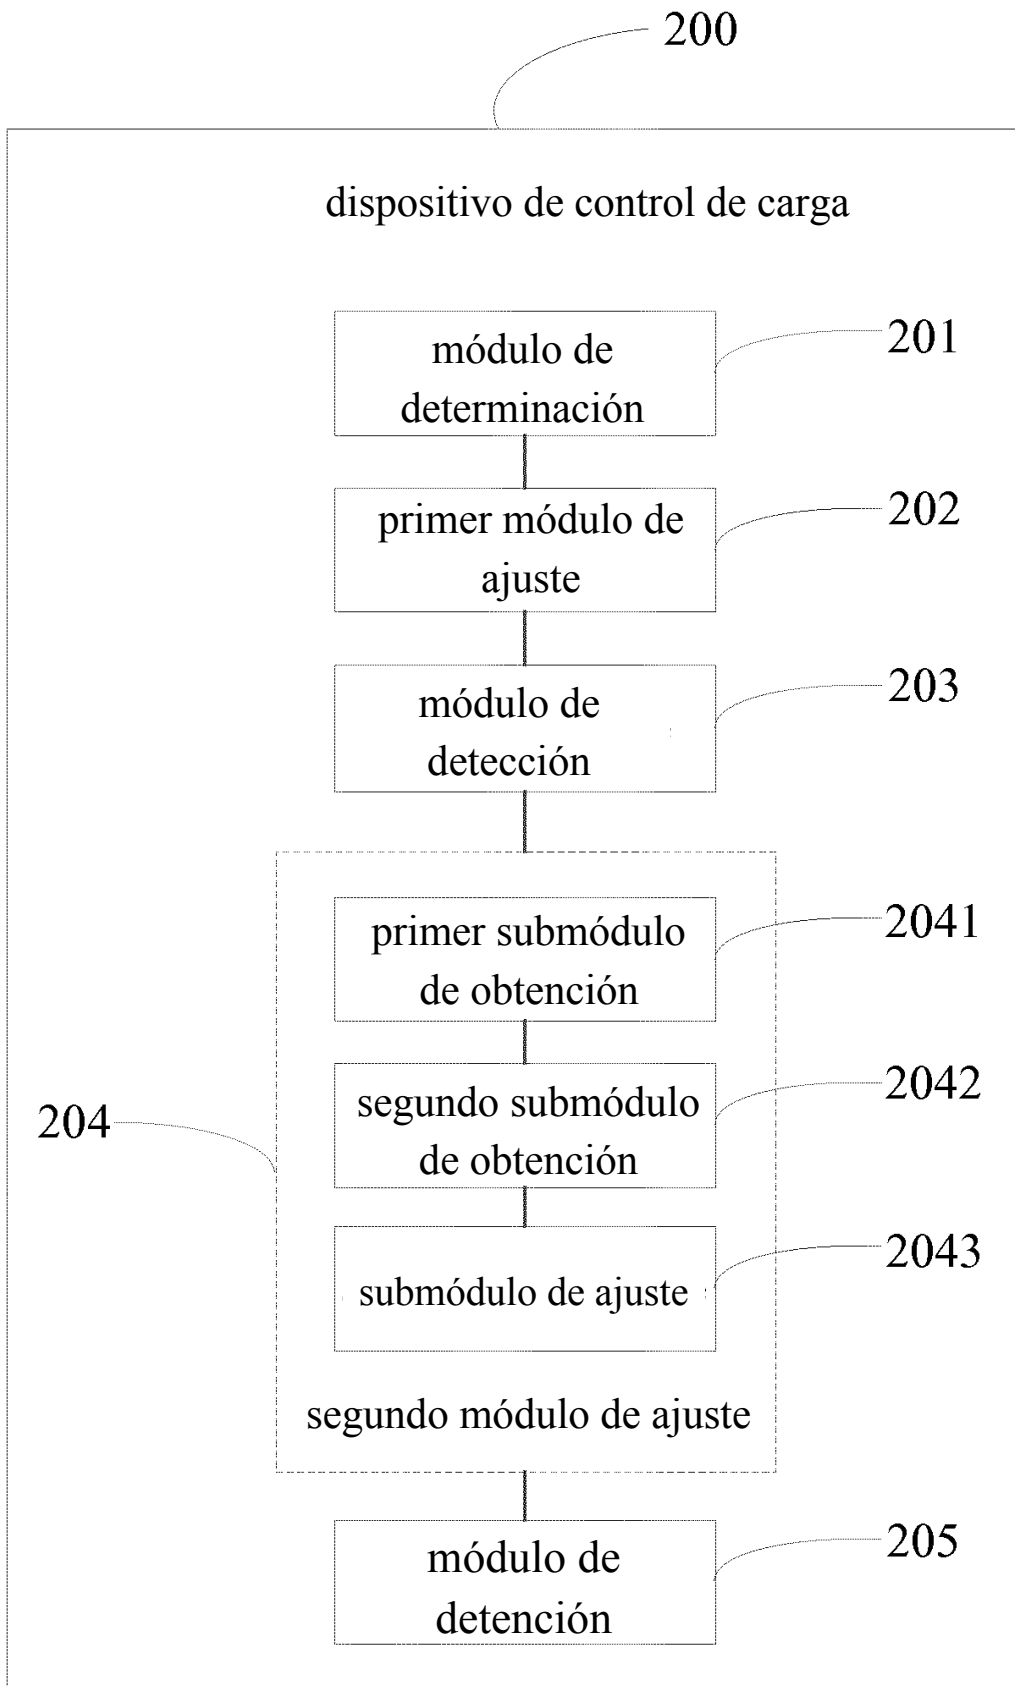 200
dispositivo de control de carga
módulo de
determinación
201
primer módulo de
ajuste
202
módulo de
detección
203
primer submódulo
de obtención
2041
segundo submódulo
de obtención
2042
204
submódulo de ajuste
2043
segundo módulo de ajuste
módulo de
detención
205